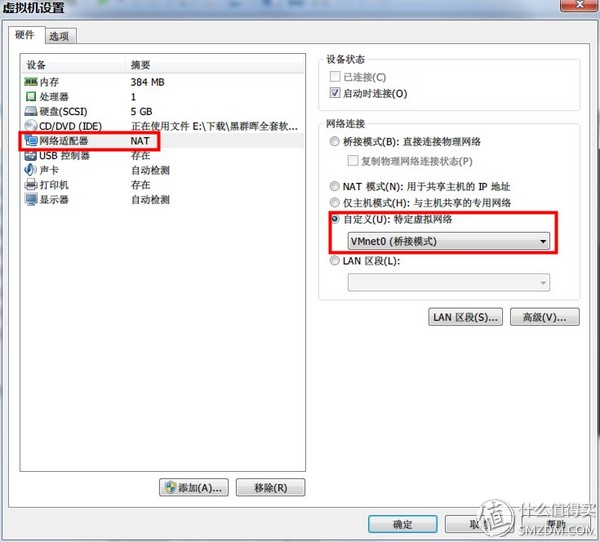 虚拟机设置
硬件 选项
设备 摘要
内存 384 MB
处理器 1
硬盘(SCSI) 5 GB
CD/DVD (IDE) 正在使用文件 E:\下载\黑群晖全套软...
网络适配器 NAT
USB 控制器 存在
声卡 自动检测
打印机 存在
显示器 自动检测
添加(A)... 移除(R)
设备状态
已连接(C)
启动时连接(O)
网络连接
桥接模式(B): 直接连接物理网络
复制物理网络连接状态(P)
NAT 模式(N): 用于共享主机的 IP 地址
仅主机模式(H): 与主机共享的专用网络
自定义(U): 特定虚拟网络
VMnet0 (桥接模式)
LAN 区段(L):
LAN 区段(S)... 高级(V)...
确定 取消 帮助
值 什么值得买
SMZDM.COM